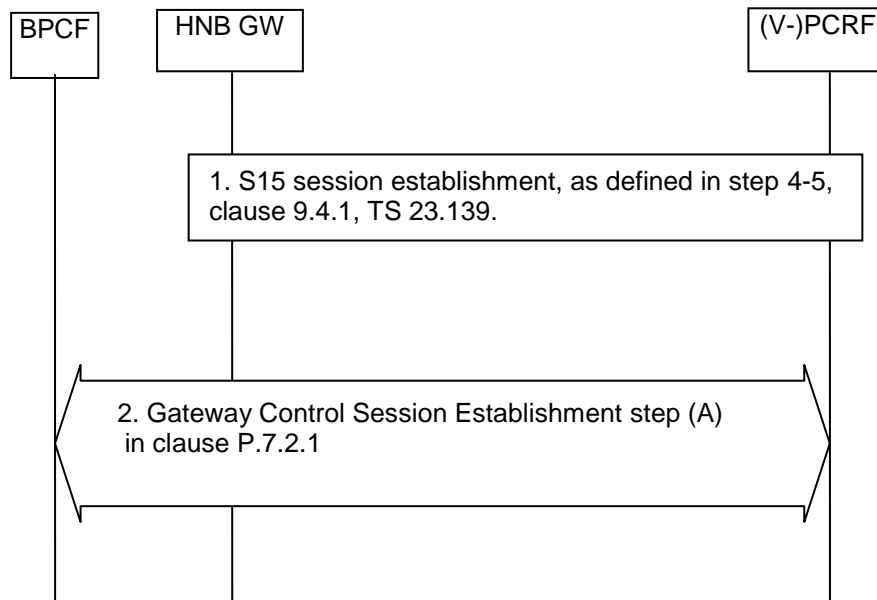 BPCF
HNB GW
(V-)PCRF
1. S15 session establishment, as defined in step 4-5,
clause 9.4.1, TS 23.139.
2. Gateway Control Session Establishment step (A)
in clause P.7.2.1